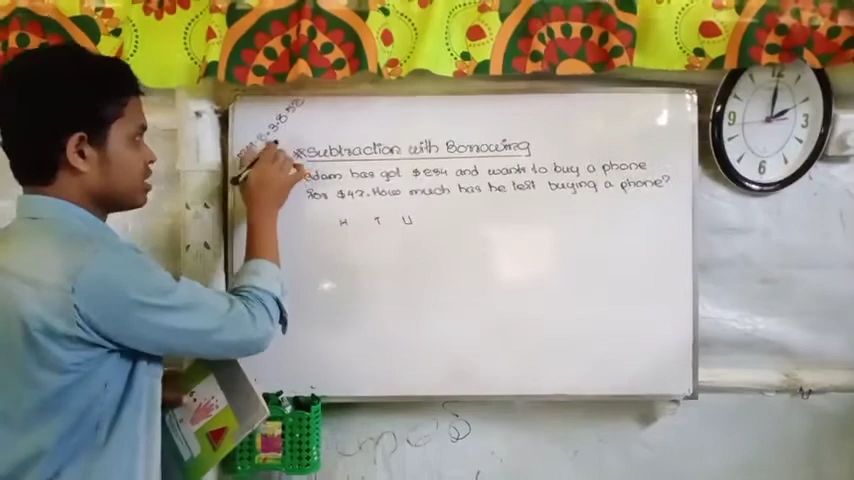 *Subtraction with Borrowing
adam has got $ 234 and wants to buy a phone
for $ 42. How much has he left buying a phone?
H T U